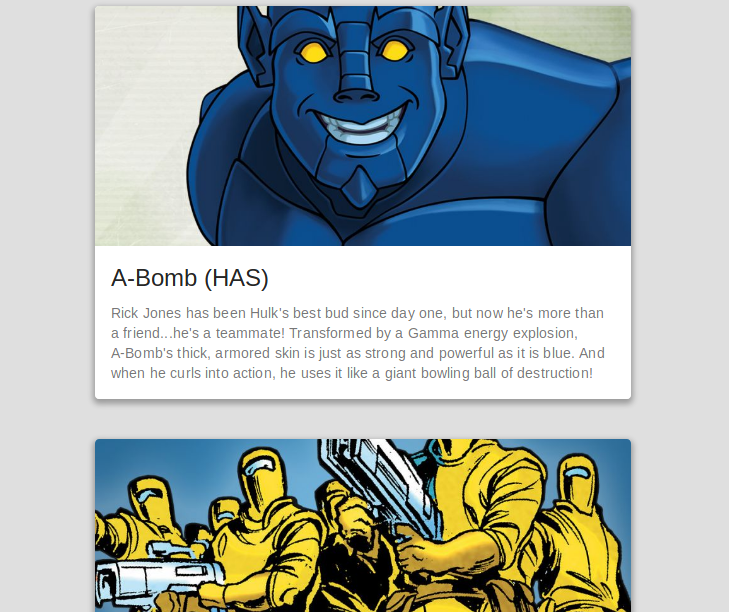 A-Bomb (HAS)
Rick Jones has been Hulk's best bud since day one, but now he's more than
a friend...he's a teammate! Transformed by a Gamma energy explosion,
A-Bomb's thick, armored skin is just as strong and powerful as it is blue. And
when he curls into action, he uses it like a giant bowling ball of destruction!